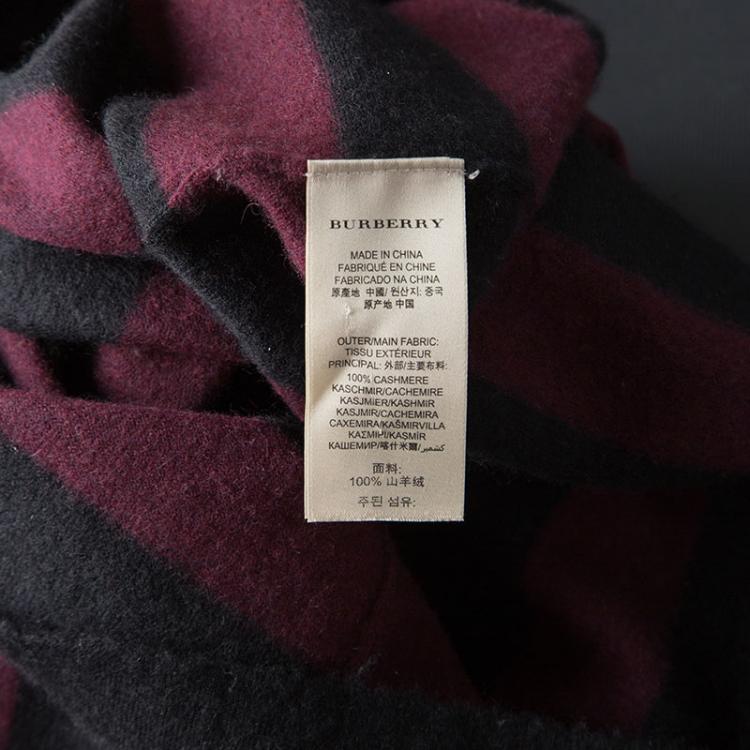 BURBERRY
MADE IN CHINA
FABRIQUÉ EN CHINE
FABRICADO NA CHINA
原產地 中國/ 원산지: 중국
原产地 中国
OUTER/MAIN FABRIC:
TISSU EXTÉRIEUR
PRINCIPAL: 外部/主要布料:
100% CASHMERE
KASCHMIR/CACHEMIRE
KASJMIER/KASHMIR
KASJMIR/CACHEMIRA
CAXEMIRA/KAŠMIRVILLA
ΚΑΣΜΙΡΙ/KAŞMIR
КАШЕМИР/喀什米爾/كشمير
面料:
100% 山羊绒
주된 섬유: